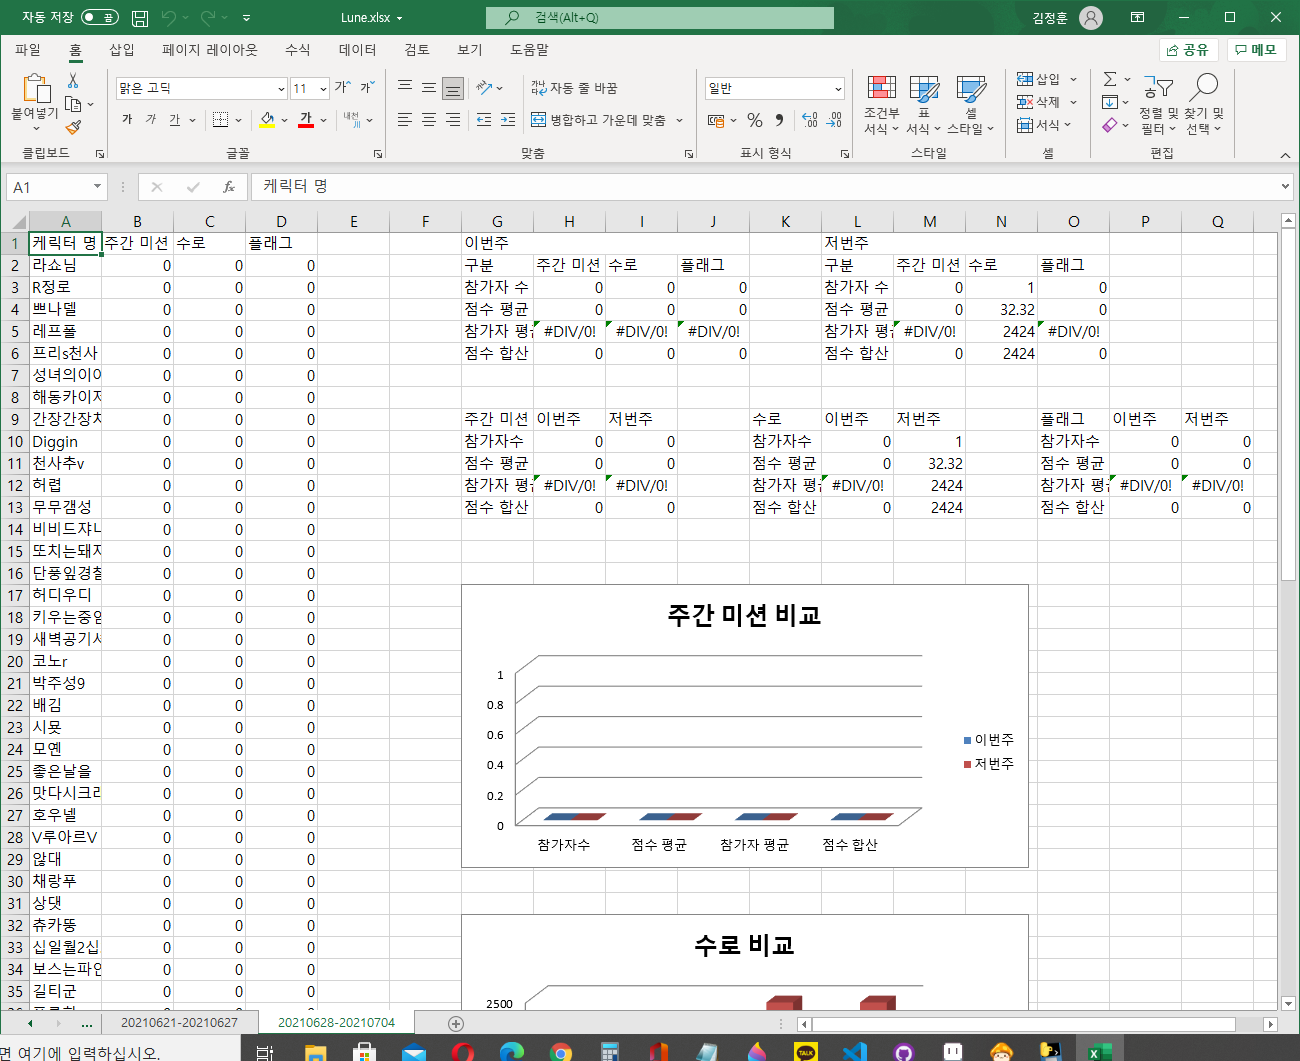 자동 저장 끔 Lune.xlsx 검색(Alt+Q) 김정훈
파일 홈 삽입 페이지 레이아웃 수식 데이터 검토 보기 도움말 공유 메모
붙여넣기 맑은 고딕 11 가 가 가 가 가 간 가 내천 자동 줄 바꿈 병합하고 가운데 맞춤 일반 조건부 서식 표 서식 셀 스타일 삽입 삭제 서식 정렬 및 필터 찾기 및 선택
클립보드 글꼴 맞춤 표시 형식 스타일 셀 편집
A1 fx 케릭터 명
A B C D E F G H I J K L M N O P Q
1 케릭터 명 주간 미션 수로 플래그 이번주 저번주
2 라쇼님 0 0 0 구분 주간 미션 수로 플래그 구분 주간 미션 수로 플래그
3 R정로 0 0 0 참가자 수 0 0 0 참가자 수 0 1 0
4 쁘나델 0 0 0 점수 평균 0 0 0 점수 평균 0 32.32 0
5 레프폴 0 0 0 참가자 #DIV/0! #DIV/0! #DIV/0! 참가자 #DIV/0! 2424 #DIV/0!
6 프리s천사 0 0 0 점수 합산 0 0 0 점수 합산 0 2424 0
7 성녀의이 0 0 0
8 해동카이 0 0 0
9 간장간장 0 0 0 주간 미션 이번주 저번주 수로 이번주 저번주 플래그 이번주 저번주
10 Diggin 0 0 0 참가자수 0 0 참가자수 0 1 참가자수 0 0
11 천사추v 0 0 0 점수 평균 0 0 점수 평균 0 32.32 점수 평균 0 0
12 허렵 0 0 0 참가자 #DIV/0! #DIV/0! 참가자 #DIV/0! 2424 참가자 #DIV/0! #DIV/0!
13 무무갬성 0 0 0 점수 합산 0 0 점수 합산 0 2424 점수 합산 0 0
14 비비드쟈 0 0 0
15 또치는돼 0 0 0
16 단풍잎경 0 0 0
17 허디우디 0 0 0
18 키우는중 0 0 0
19 새벽공기 0 0 0
20 코노r 0 0 0
21 박주성9 0 0 0
22 배김 0 0 0
23 시묫 0 0 0
24 모옌 0 0 0
25 좋은날을 0 0 0
26 맛다시크 0 0 0
27 호우넬 0 0 0
28 V루아르V 0 0 0
29 않대 0 0 0
30 채랑푸 0 0 0
31 상댓 0 0 0
32 츄카뚱 0 0 0
33 십일월2십 0 0 0
34 보스는파 0 0 0
35 길티군 0 0 0
주간 미션 비교
1
0.8
0.6
0.4
0.2
0
참가자수 점수 평균 참가자 평균 점수 합산
이번주
저번주
수로 비교
2500
... 20210621-20210627 20210628-20210704
면 여기에 입력하십시오.
TALK